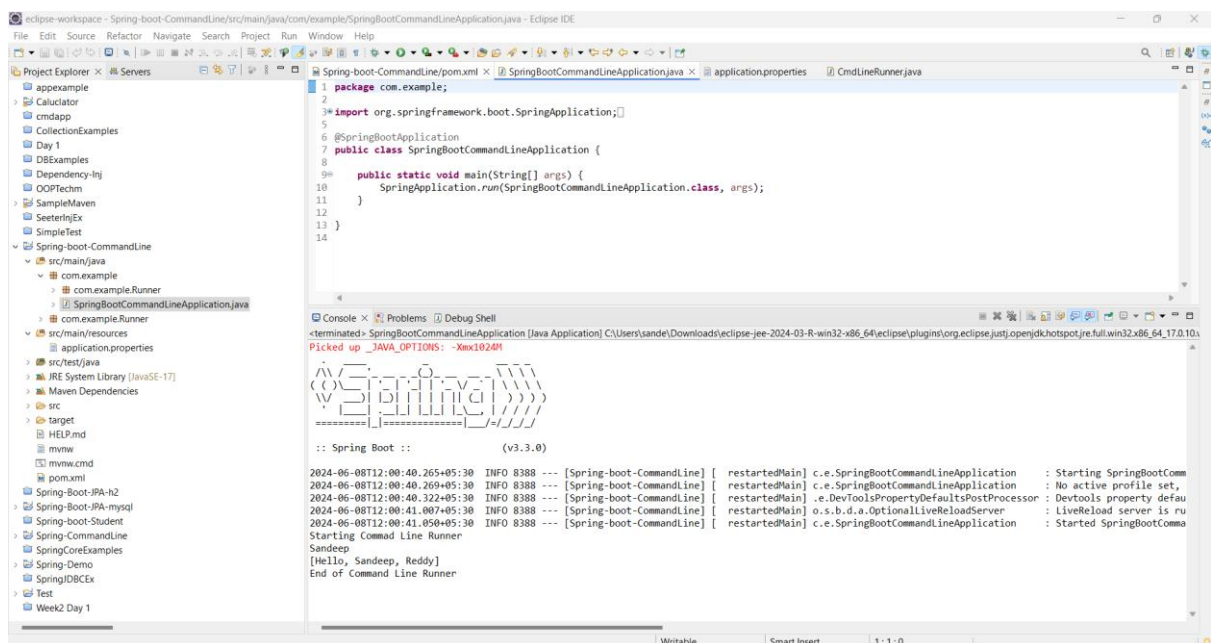 eclipse-workspace - Spring-boot-CommandLine/src/main/java/com/example/SpringBootCommandLineApplication.java - Eclipse IDE
File Edit Source Refactor Navigate Search Project Run Window Help
Project Explorer
Servers
appexample
Caluclator
cmdapp
CollectionExamples
Day 1
DBExamples
Dependency-Inj
OOPTechm
SampleMaven
SeeterInjEx
SimpleTest
Spring-boot-CommandLine
src/main/java
com.example
com.example.Runner
SpringBootCommandLineApplication.java
com.example.Runner
src/main/resources
application.properties
src/test/java
JRE System Library [JavaSE-17]
Maven Dependencies
src
target
HELP.md
mvnw
mvnw.cmd
pom.xml
Spring-Boot-JPA-h2
Spring-Boot-JPA-mysql
Spring-boot-Student
Spring-CommandLine
SpringCoreExamples
Spring-Demo
SpringJDBCEx
Test
Week2 Day 1
Spring-boot-CommandLine/pom.xml
SpringBootCommandLineApplication.java
application.properties
CmdLineRunner.java
1 package com.example;
2
3 import org.springframework.boot.SpringApplication;
5
6 @SpringBootApplication
7 public class SpringBootCommandLineApplication {
8
9 public static void main(String[] args) {
10 SpringApplication.run(SpringBootCommandLineApplication.class, args);
11 }
12
13 }
14
Console Problems Debug Shell
<terminated> SpringBootCommandLineApplication [Java Application] C:\Users\sande\Downloads\eclipse-jee-2024-03-R-win32-x86_64\eclipse\plugins\org.eclipse.justj.openjdk.hotspot.jre.full.win32.x86_64_17.0.10.v
Picked up _JAVA_OPTIONS: -Xmx1024M
Spring
:: Spring Boot :: (v3.3.0)
2024-06-08T12:00:40.265+05:30 INFO 8388 --- [Spring-boot-CommandLine] [ restartedMain] c.e.SpringBootCommandLineApplication : Starting SpringBootComm
2024-06-08T12:00:40.269+05:30 INFO 8388 --- [Spring-boot-CommandLine] [ restartedMain] c.e.SpringBootCommandLineApplication : No active profile set,
2024-06-08T12:00:40.322+05:30 INFO 8388 --- [Spring-boot-CommandLine] [ restartedMain] .e.DevToolsPropertyDefaultsPostProcessor : Devtools property defau
2024-06-08T12:00:41.007+05:30 INFO 8388 --- [Spring-boot-CommandLine] [ restartedMain] o.s.b.d.a.OptionalLiveReloadServer : LiveReload server is ru
2024-06-08T12:00:41.050+05:30 INFO 8388 --- [Spring-boot-CommandLine] [ restartedMain] c.e.SpringBootCommandLineApplication : Started SpringBootComma
Starting Commad Line Runner
Sandeep
[Hello, Sandeep, Reddy]
End of Command Line Runner
Writable
Smart Insert
1 : 1 : 0